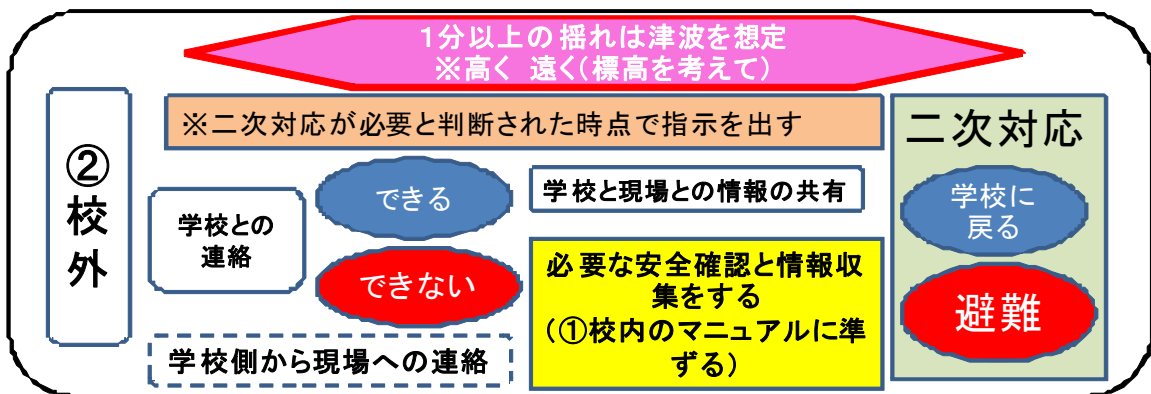 1分以上の揺れは津波を想定
※高く 遠く(標高を考えて)
②校外
※二次対応が必要と判断された時点で指示を出す
学校との
連絡
できる
できない
学校と現場との情報の共有
必要な安全確認と情報収
集をする
(①校内のマニュアルに準
ずる)
学校側から現場への連絡
二次対応
学校に
戻る
避難